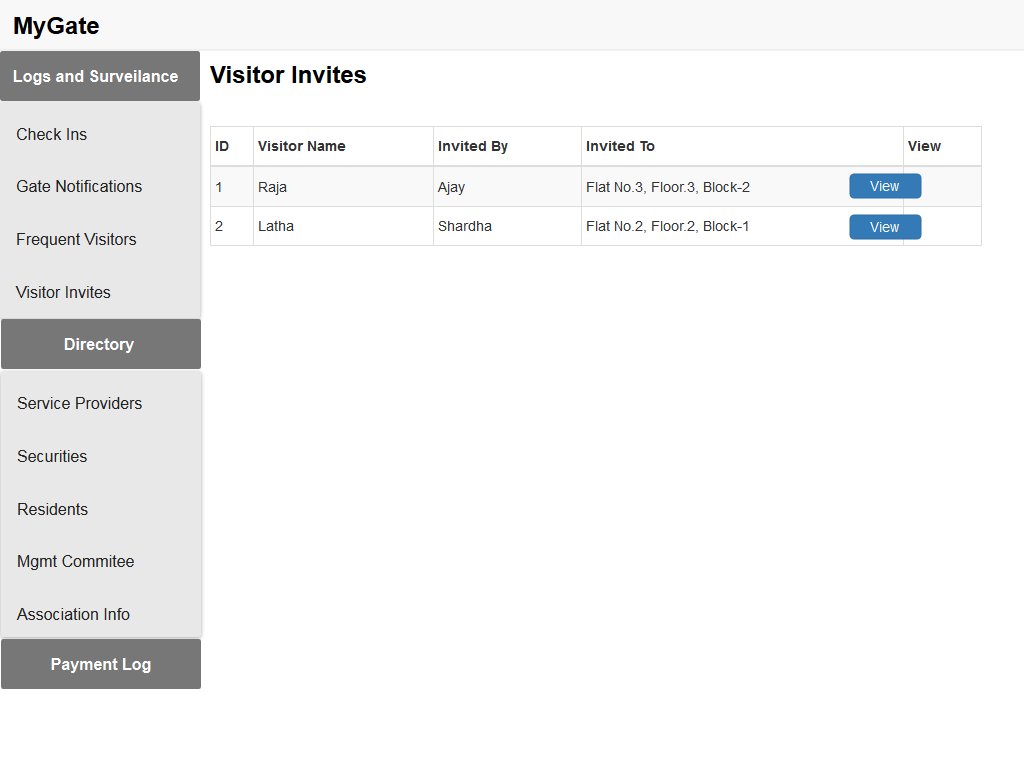 MyGate
Logs and Surveilance
Check Ins
Gate Notifications
Frequent Visitors
Visitor Invites
Directory
Service Providers
Securities
Residents
Mgmt Commitee
Association Info
Payment Log
Visitor Invites
ID Visitor Name Invited By Invited To View
1 Raja Ajay Flat No.3, Floor.3, Block-2 View
2 Latha Shardha Flat No.2, Floor.2, Block-1 View